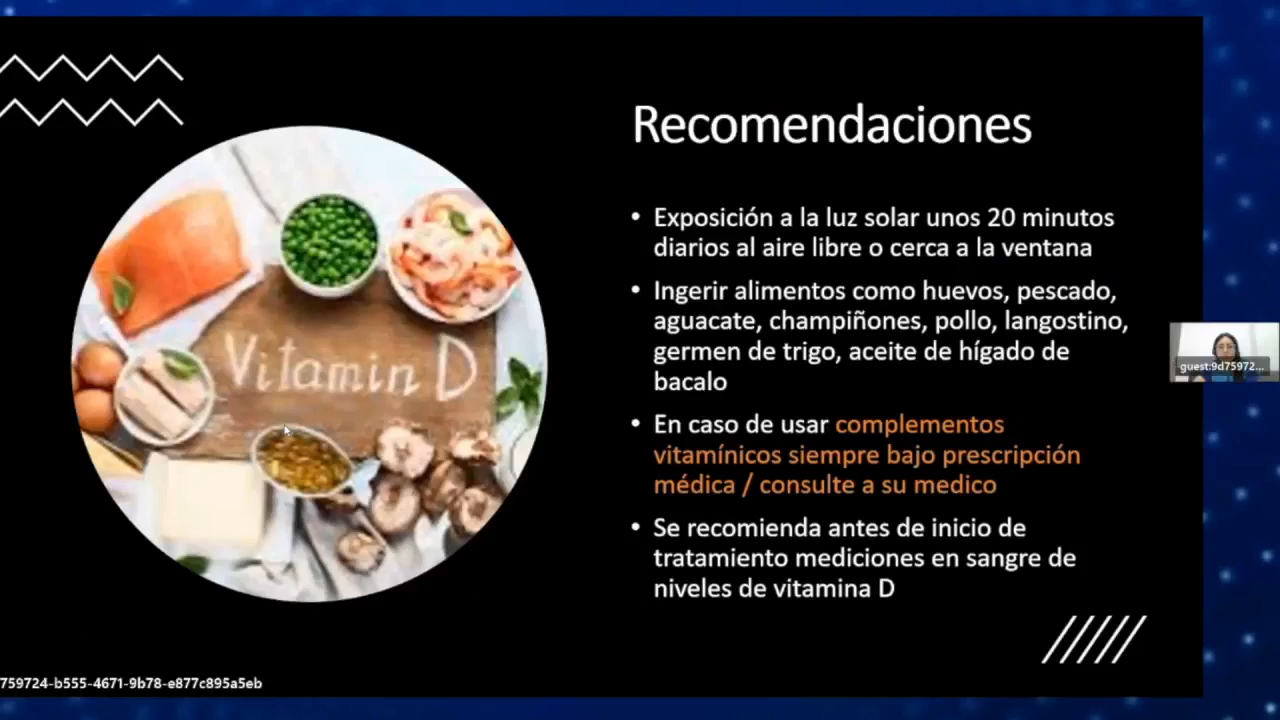 Recomendaciones
• Exposición a la luz solar unos 20 minutos
diarios al aire libre o cerca a la ventana
• Ingerir alimentos como huevos, pescado,
aguacate, champiñones, pollo, langostino,
germen de trigo, aceite de hígado de
bacalo
• En caso de usar complementos
vitamínicos siempre bajo prescripción
médica / consulte a su medico
• Se recomienda antes de inicio de
tratamiento mediciones en sangre de
niveles de vitamina D
Vitamin D
guest:9d75972...
759724-b555-4671-9b78-e877c895a5eb